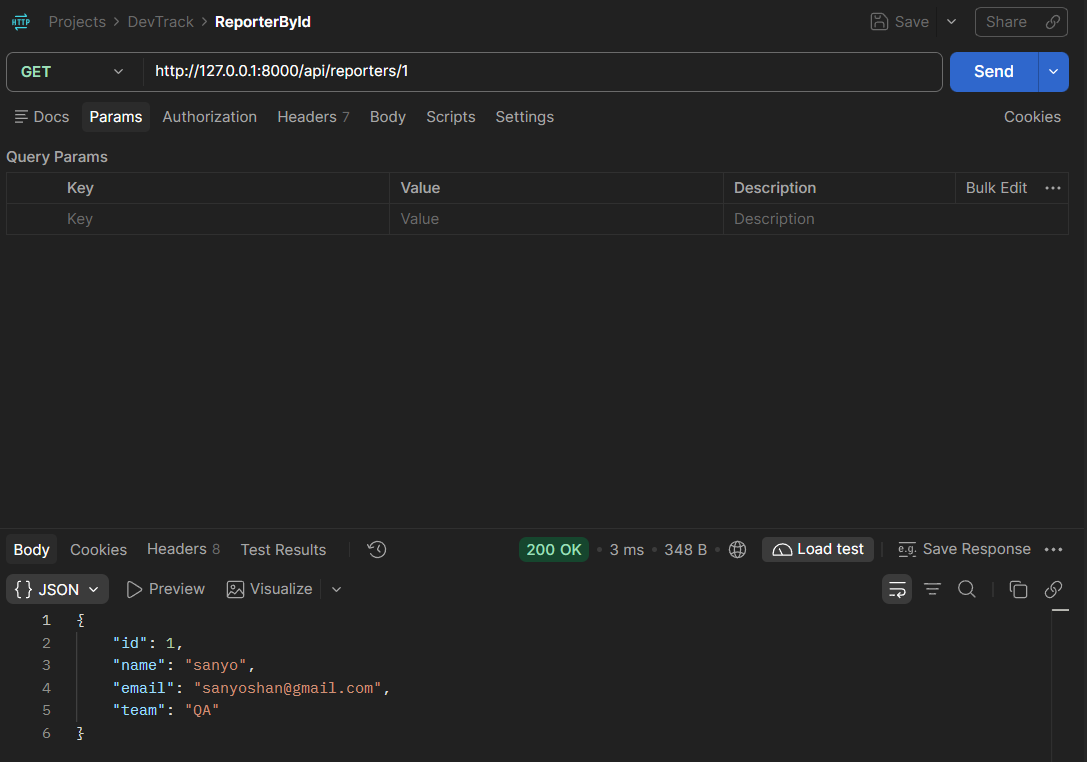 HTTP Projects > DevTrack > ReporterById Save Share
GET http://127.0.0.1:8000/api/reporters/1 Send
Docs Params Authorization Headers 7 Body Scripts Settings Cookies
Query Params
Key Value Description Bulk Edit ···
Key Value Description
Body Cookies Headers 8 Test Results 200 OK • 3 ms • 348 B • Load test e.g. Save Response ···
{} JSON Preview Visualize
1 {
2 "id": 1,
3 "name": "sanyo",
4 "email": "sanyoshan@gmail.com",
5 "team": "QA"
6 }